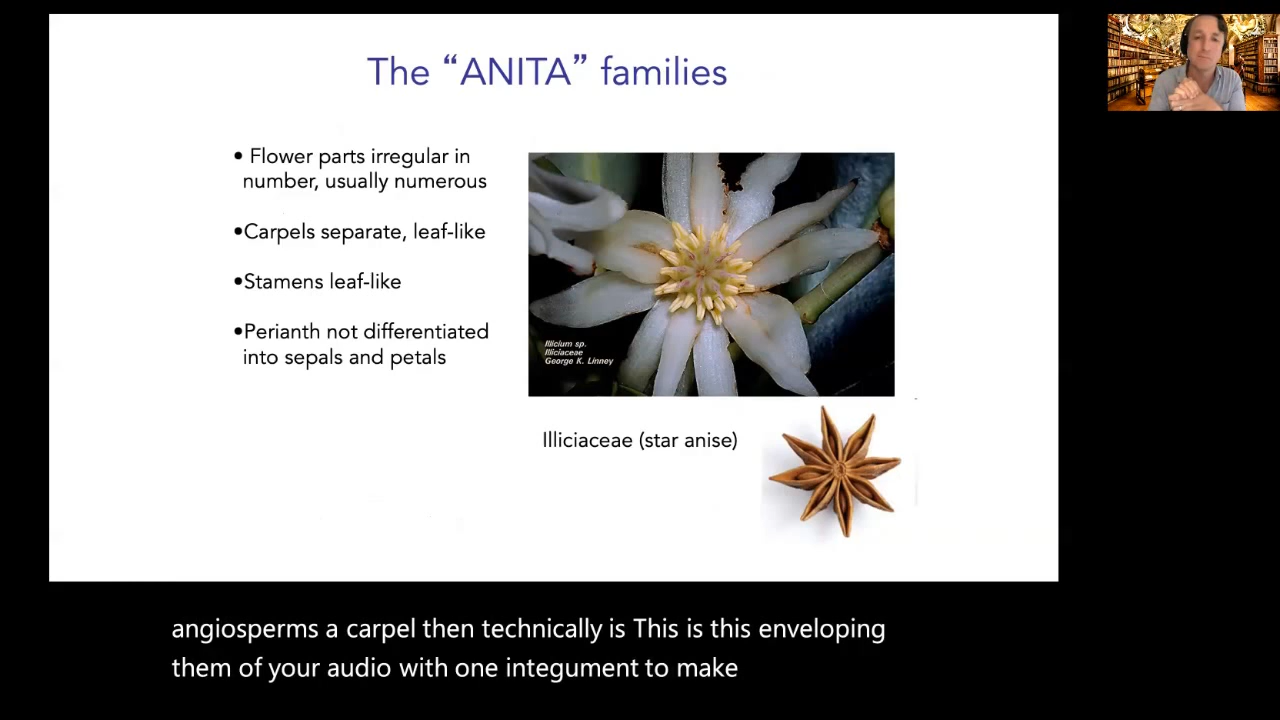 The “ANITA” families
• Flower parts irregular in
number, usually numerous
•Carpels separate, leaf-like
•Stamens leaf-like
•Perianth not differentiated
into sepals and petals
Illicium sp.
Illiciaceae
George K. Linney
Illiciaceae (star anise)
angiosperms a carpel then technically is This is this enveloping
them of your audio with one integument to make